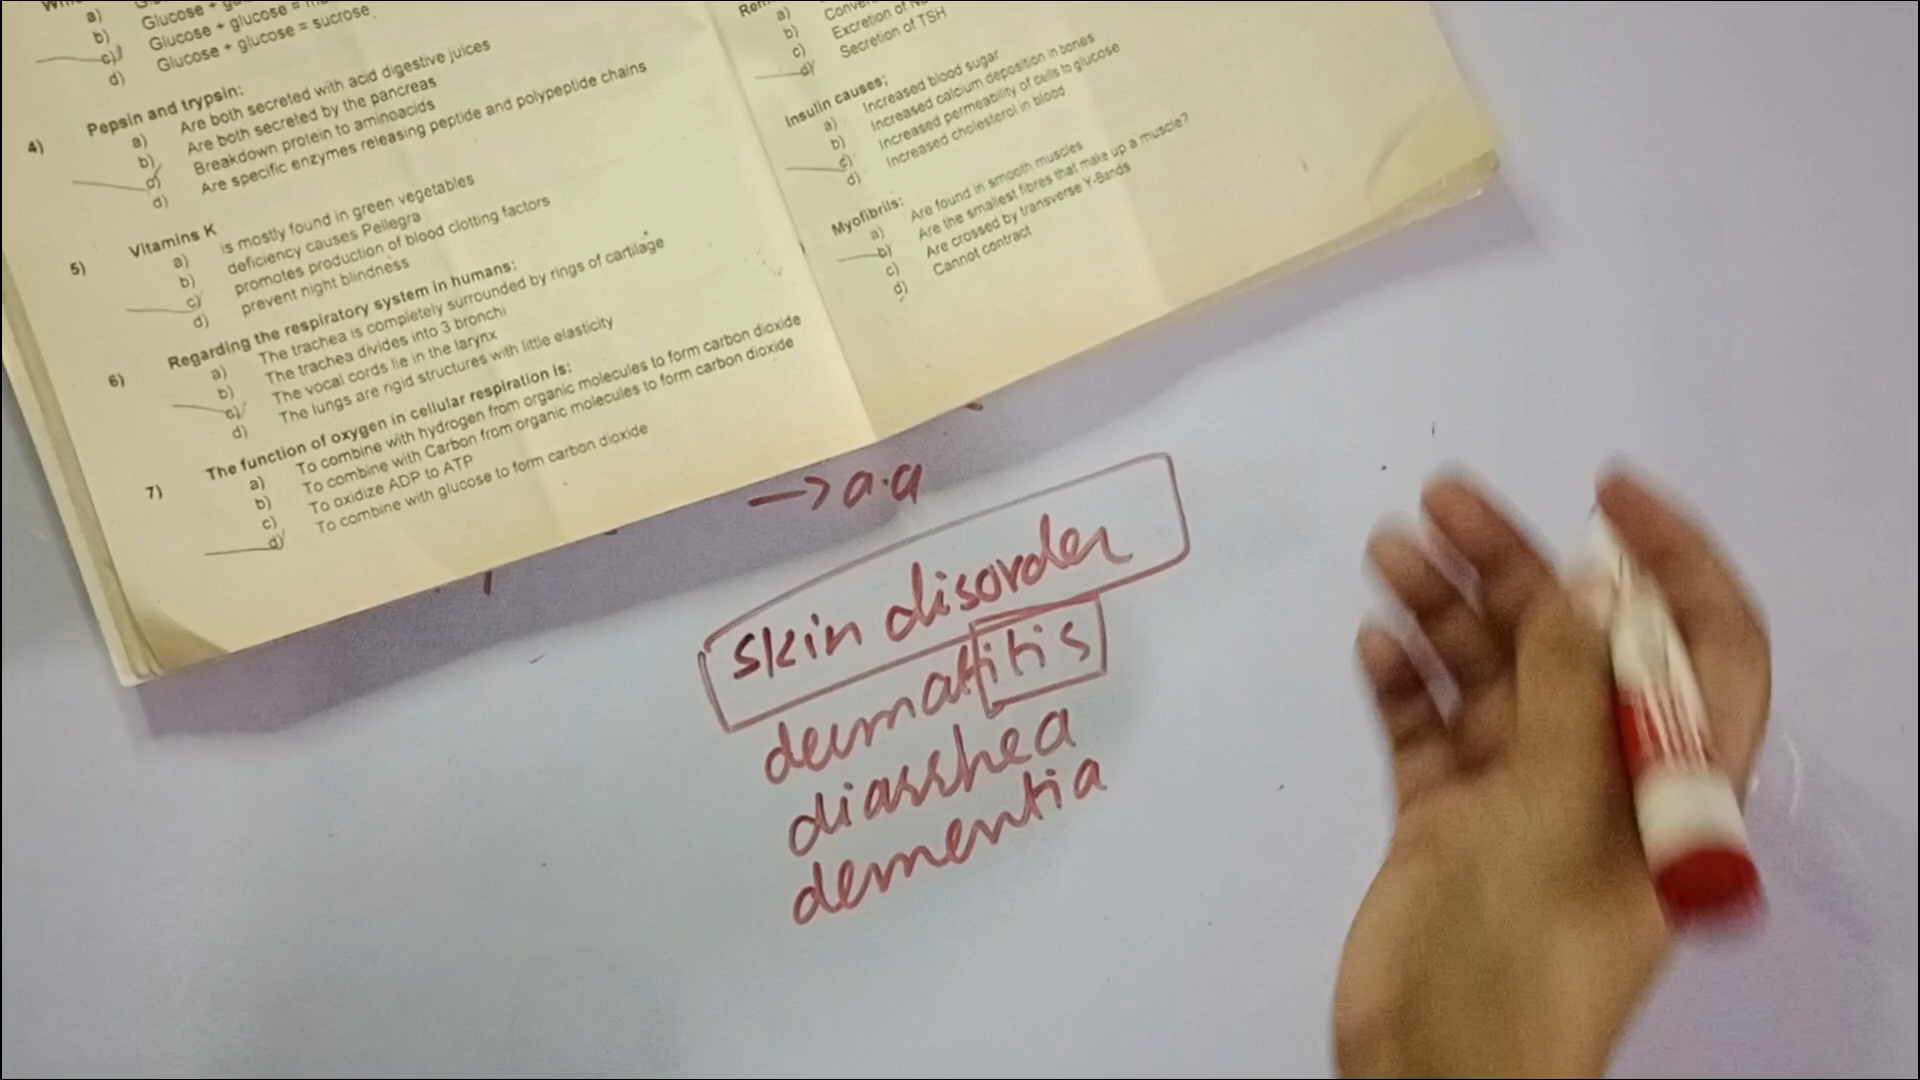 a)
b) Glucose +
c) Glucose + glucose =
d) Glucose + glucose = sucrose
4) Pepsin and trypsin:
a) Are both secreted with acid digestive juices
b) Are both secreted by the pancreas
c) Breakdown protein to aminoacids
d) Are specific enzymes releasing peptide and polypeptide chains
5) Vitamins K
a) is mostly found in green vegetables
b) deficiency causes Pellegra
c) promotes production of blood clotting factors
d) prevent night blindness
6) Regarding the respiratory system in humans:
a) The trachea is completely surrounded by rings of cartilage
b) The trachea divides into 3 bronchi
c) The vocal cords lie in the larynx
d) The lungs are rigid structures with little elasticity
7) The function of oxygen in cellular respiration is:
a) To combine with hydrogen from organic molecules to form carbon dioxide
b) To combine with Carbon from organic molecules to form carbon dioxide
c) To oxidize ADP to ATP
d) To combine with glucose to form carbon dioxide
a)
b)
c) Excretion of
d) Secretion of TSH
Insulin causes;
a) Increased blood sugar
b) Increased calcium deposition in bones
c) Increased permeability of cells to glucose
d) Increased cholesterol in blood
Myofibrils:
a) Are found in smooth muscles
b) Are the smallest fibres that make up a muscle?
c) Are crossed by transverse Y-Bands
d) Cannot contract
→ a.a
skin disorder
dermatitis
diarrhea
dementia